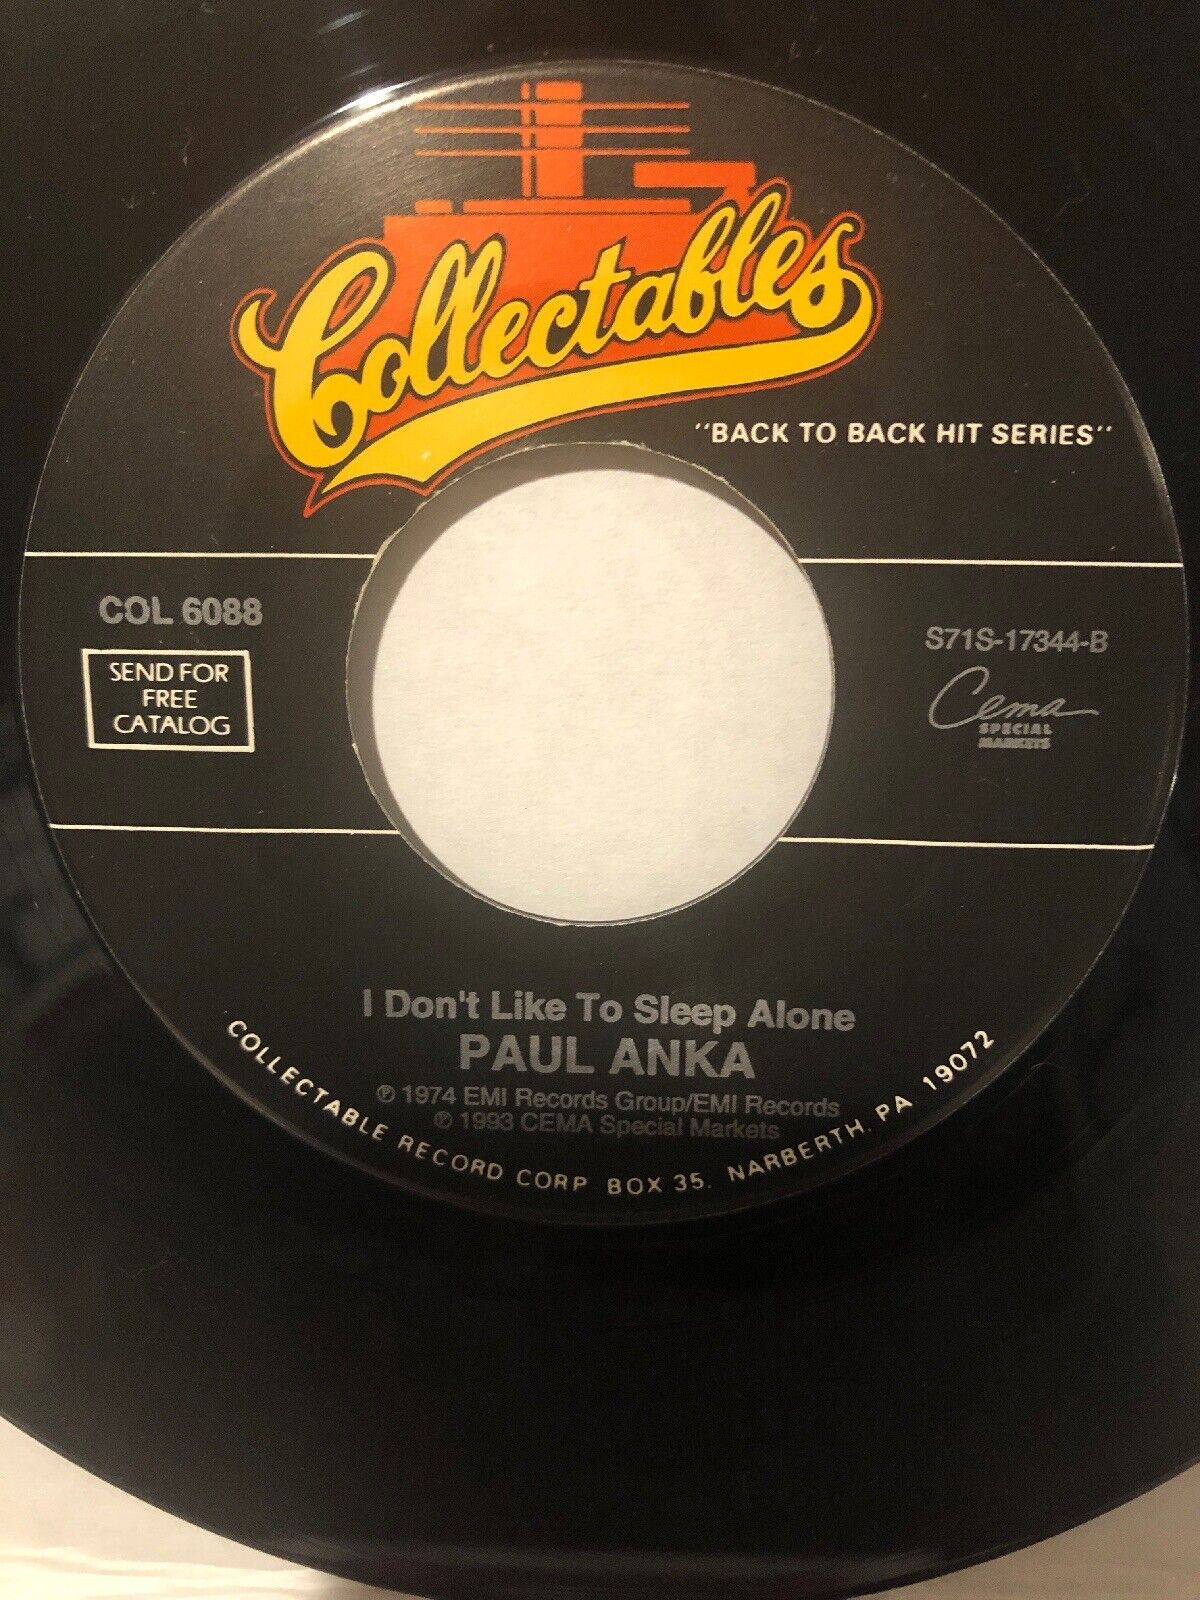 Collectables
"BACK TO BACK HIT SERIES"
COL 6088
SEND FOR
FREE
CATALOG
S71S-17344-B
Cema
SPECIAL
MARKETS
I Don't Like To Sleep Alone
PAUL ANKA
℗ 1974 EMI Records Group/EMI Records
℗ 1993 CEMA Special Markets
COLLECTABLE RECORD CORP BOX 35. NARBERTH, PA 19072